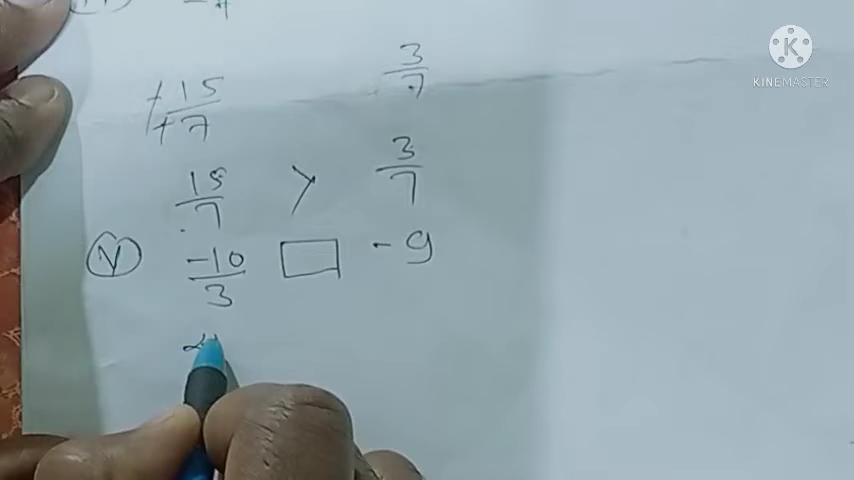 3/7
+15/+7
15/7 > 3/7
(V) -10/3 □ -9
KINEMASTER